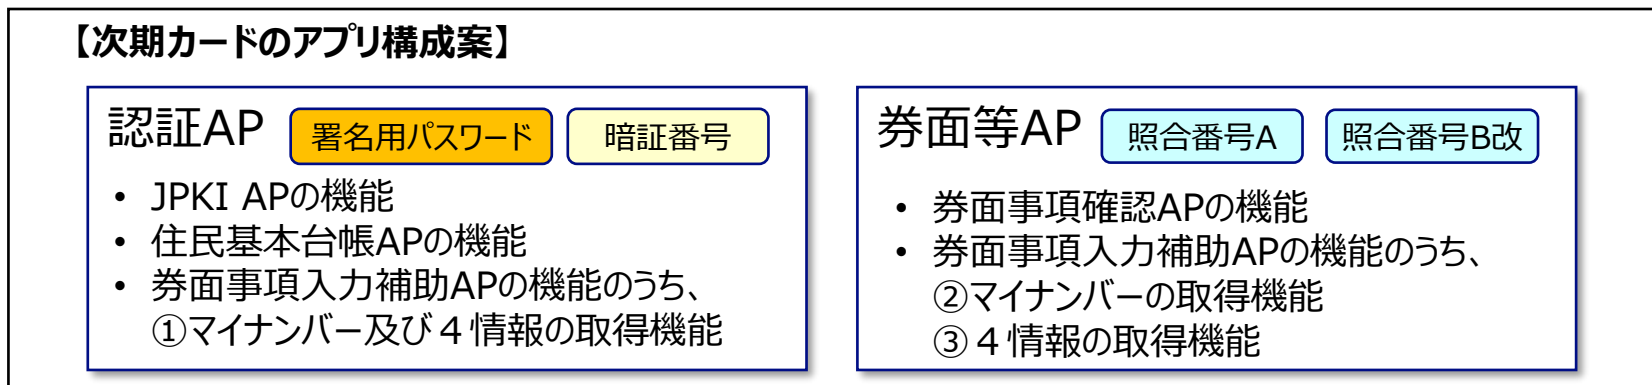 【次期カードのアプリ構成案】
認証AP 署名用パスワード 暗証番号
• JPKI APの機能
• 住民基本台帳APの機能
• 券面事項入力補助APの機能のうち、
①マイナンバー及び４情報の取得機能
券面等AP 照合番号A 照合番号B改
• 券面事項確認APの機能
• 券面事項入力補助APの機能のうち、
②マイナンバーの取得機能
③４情報の取得機能